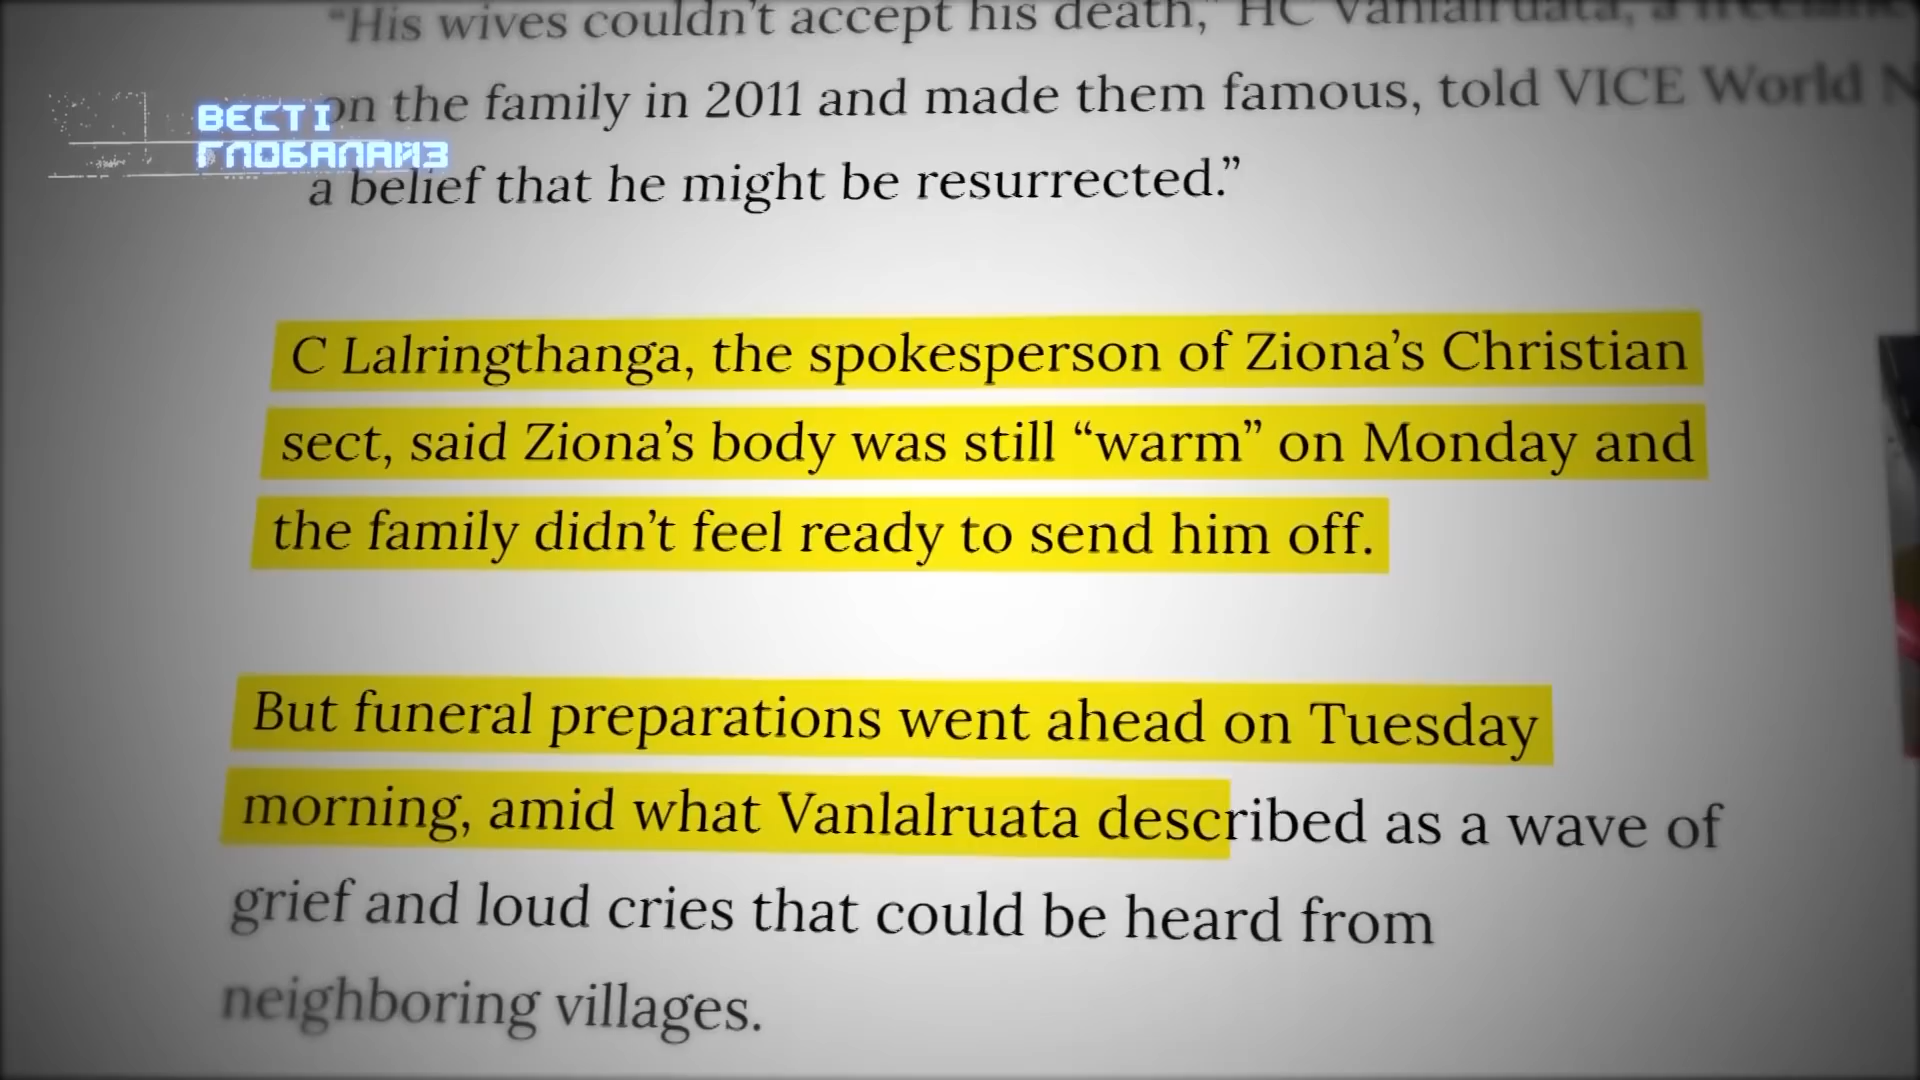 “His wives couldn’t accept his death,” HC Vanlalruata, a freelance
on the family in 2011 and made them famous, told VICE World N
ВЕСТІ
ГЛОБАЛАЙЗ
a belief that he might be resurrected.”
C Lalringthanga, the spokesperson of Ziona’s Christian
sect, said Ziona’s body was still “warm” on Monday and
the family didn’t feel ready to send him off.
But funeral preparations went ahead on Tuesday
morning, amid what Vanlalruata described as a wave of
grief and loud cries that could be heard from
neighboring villages.